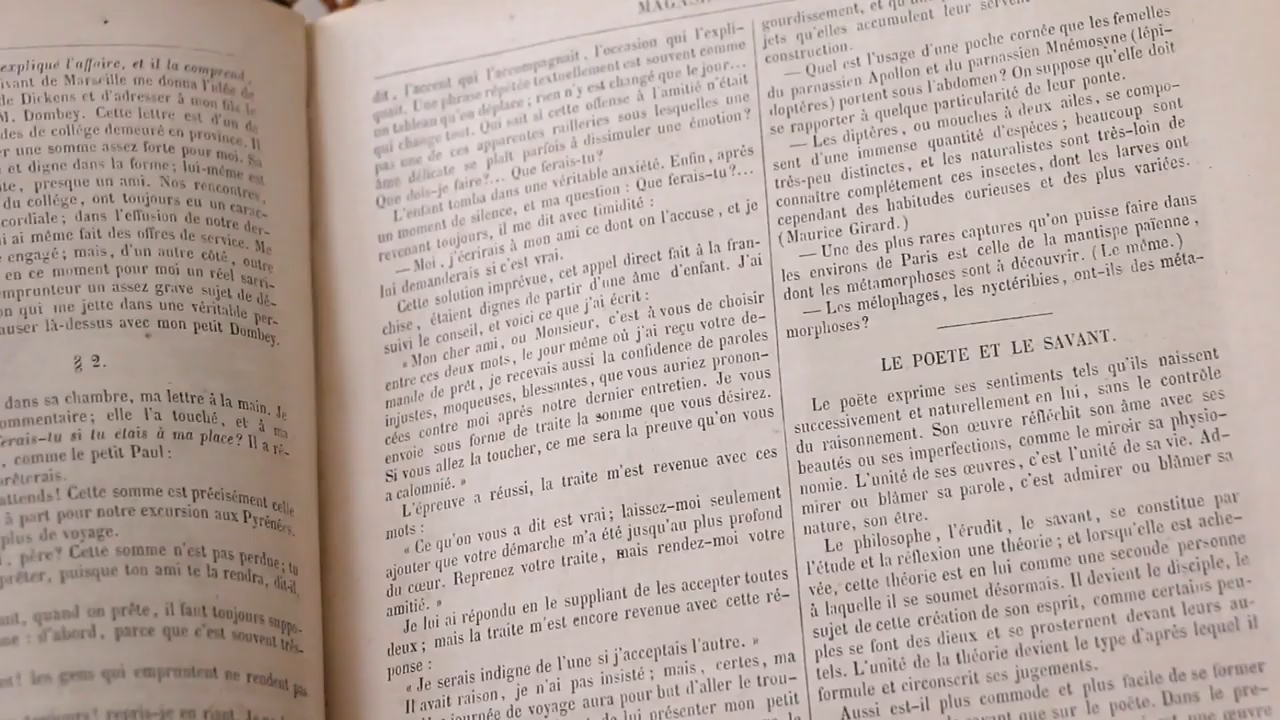 expliqué l'affaire, et il la comprend.
ivant de Marseille me donna l'idée de
de Dickens et d'adresser à mon fils le
M. Dombey. Cette lettre est d'un de
des de collége demeuré en province. Il
er une somme assez forte pour moi. Sa
et digne dans la forme; lui-même est
te, presque un ami. Nos rencontres,
du collége, ont toujours eu un carac-
cordiale; dans l'effusion de notre der-
i ai même fait des offres de service. Me
engagé; mais, d'un autre côté, outre
en ce moment pour moi un réel sacri-
emprunteur un assez grave sujet de dé-
on qui me jette dans une véritable per-
auser là-dessus avec mon petit Dombey.
§ 2.
dans sa chambre, ma lettre à la main. Je
ommentaire; elle l'a touché, et à ma
ferais-tu si tu étais à ma place? Il a ré-
, comme le petit Paul:
prêterais.
attends! Cette somme est précisément celle
à part pour notre excursion aux Pyrénées.
plus de voyage.
, père? Cette somme n'est pas perdue; tu
prêter, puisque ton ami te la rendra, dit-il,
ant, quand on prête, il faut toujours suppo-
me: d'abord, parce que c'est souvent très-
les gens qui empruntent ne rendent pas
MAGAS
dit, l'accent qui l'accompagnait, l'occasion qui l'expli-
quait. Une phrase répétée textuellement est souvent comme
un tableau qu'on déplace; rien n'y est changé que le jour...
qui change tout. Qui sait si cette offense à l'amitié n'était
pas une de ces apparentes railleries sous lesquelles une
âme délicate se plaît parfois à dissimuler une émotion?
Que dois-je faire?... Que ferais-tu?
L'enfant tomba dans une véritable anxiété. Enfin, après
un moment de silence, et ma question: Que ferais-tu?...
revenant toujours, il me dit avec timidité:
— Moi, j'écrirais à mon ami ce dont on l'accuse, et je
lui demanderais si c'est vrai.
Cette solution imprévue, cet appel direct fait à la fran-
chise, étaient dignes de partir d'une âme d'enfant. J'ai
suivi le conseil, et voici ce que j'ai écrit:
« Mon cher ami, ou Monsieur, c'est à vous de choisir
entre ces deux mots, le jour même où j'ai reçu votre de-
mande de prêt, je recevais aussi la confidence de paroles
injustes, moqueuses, blessantes, que vous auriez pronon-
cées contre moi après notre dernier entretien. Je vous
envoie sous forme de traite la somme que vous désirez.
Si vous allez la toucher, ce me sera la preuve qu'on vous
a calomnié. »
L'épreuve a réussi, la traite m'est revenue avec ces
mots:
« Ce qu'on vous a dit est vrai; laissez-moi seulement
ajouter que votre démarche m'a été jusqu'au plus profond
du cœur. Reprenez votre traite, mais rendez-moi votre
amitié. »
Je lui ai répondu en le suppliant de les accepter toutes
deux; mais la traite m'est encore revenue avec cette ré-
ponse:
« Je serais indigne de l'une si j'acceptais l'autre. »
Il avait raison, je n'ai pas insisté; mais, certes, ma
journée de voyage aura pour but d'aller le trou-
lui présenter mon petit
gourdissement, et
jets qu'elles accumulent leur
construction.
— Quel est l'usage d'une poche cornée que les femelles
du parnassien Apollon et du parnassien Mnémosyne (lépi-
doptères) portent sous l'abdomen? On suppose qu'elle doit
se rapporter à quelque particularité de leur ponte.
— Les diptères, ou mouches à deux ailes, se compo-
sent d'une immense quantité d'espèces; beaucoup sont
très-peu distinctes, et les naturalistes sont très-loin de
connaître complétement ces insectes, dont les larves ont
cependant des habitudes curieuses et des plus variées.
(Maurice Girard.)
— Une des plus rares captures qu'on puisse faire dans
les environs de Paris est celle de la mantispe païenne,
dont les métamorphoses sont à découvrir. (Le même.)
— Les mélophages, les nyctéribies, ont-ils des méta-
morphoses?
LE POETE ET LE SAVANT.
Le poëte exprime ses sentiments tels qu'ils naissent
successivement et naturellement en lui, sans le contrôle
du raisonnement. Son œuvre réfléchit son âme avec ses
beautés ou ses imperfections, comme le miroir sa physio-
nomie. L'unité de ses œuvres, c'est l'unité de sa vie. Ad-
mirer ou blâmer sa parole, c'est admirer ou blâmer sa
nature, son être.
Le philosophe, l'érudit, le savant, se constitue par
l'étude et la réflexion une théorie; et lorsqu'elle est ache-
vée, cette théorie est en lui comme une seconde personne
à laquelle il se soumet désormais. Il devient le disciple, le
sujet de cette création de son esprit, comme certains peu-
ples se font des dieux et se prosternent devant leurs au-
tels. L'unité de la théorie devient le type d'après lequel il
formule et circonscrit ses jugements.
Aussi est-il plus commode et plus facile de se former
que sur le poëte. Dans le pre-